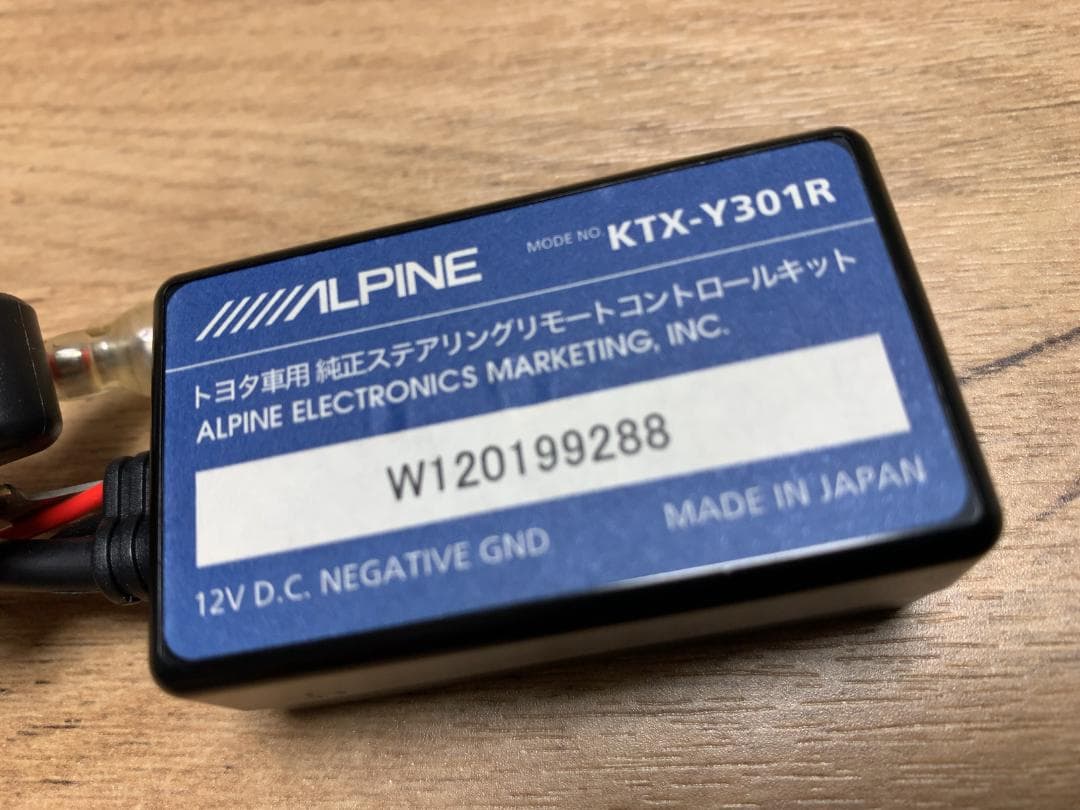 ALPINE
MODE NO KTX-Y301R
トヨタ車用 純正ステアリングリモートコントロールキット
ALPINE ELECTRONICS MARKETING, INC.
W120199288
12V D.C. NEGATIVE GND
MADE IN JAPAN